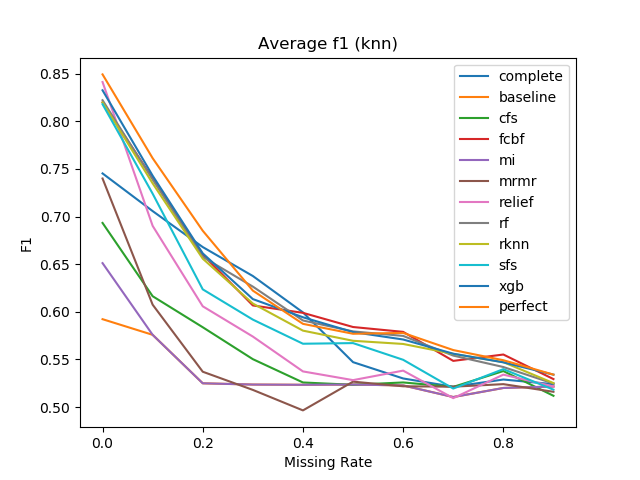 Average f1 (knn)
F1
0.85
0.80
0.75
0.70
0.65
0.60
0.55
0.50
complete
baseline
cfs
fcbf
mi
mrmr
relief
rf
rknn
sfs
xgb
perfect
0.0 0.2 0.4 0.6 0.8
Missing Rate